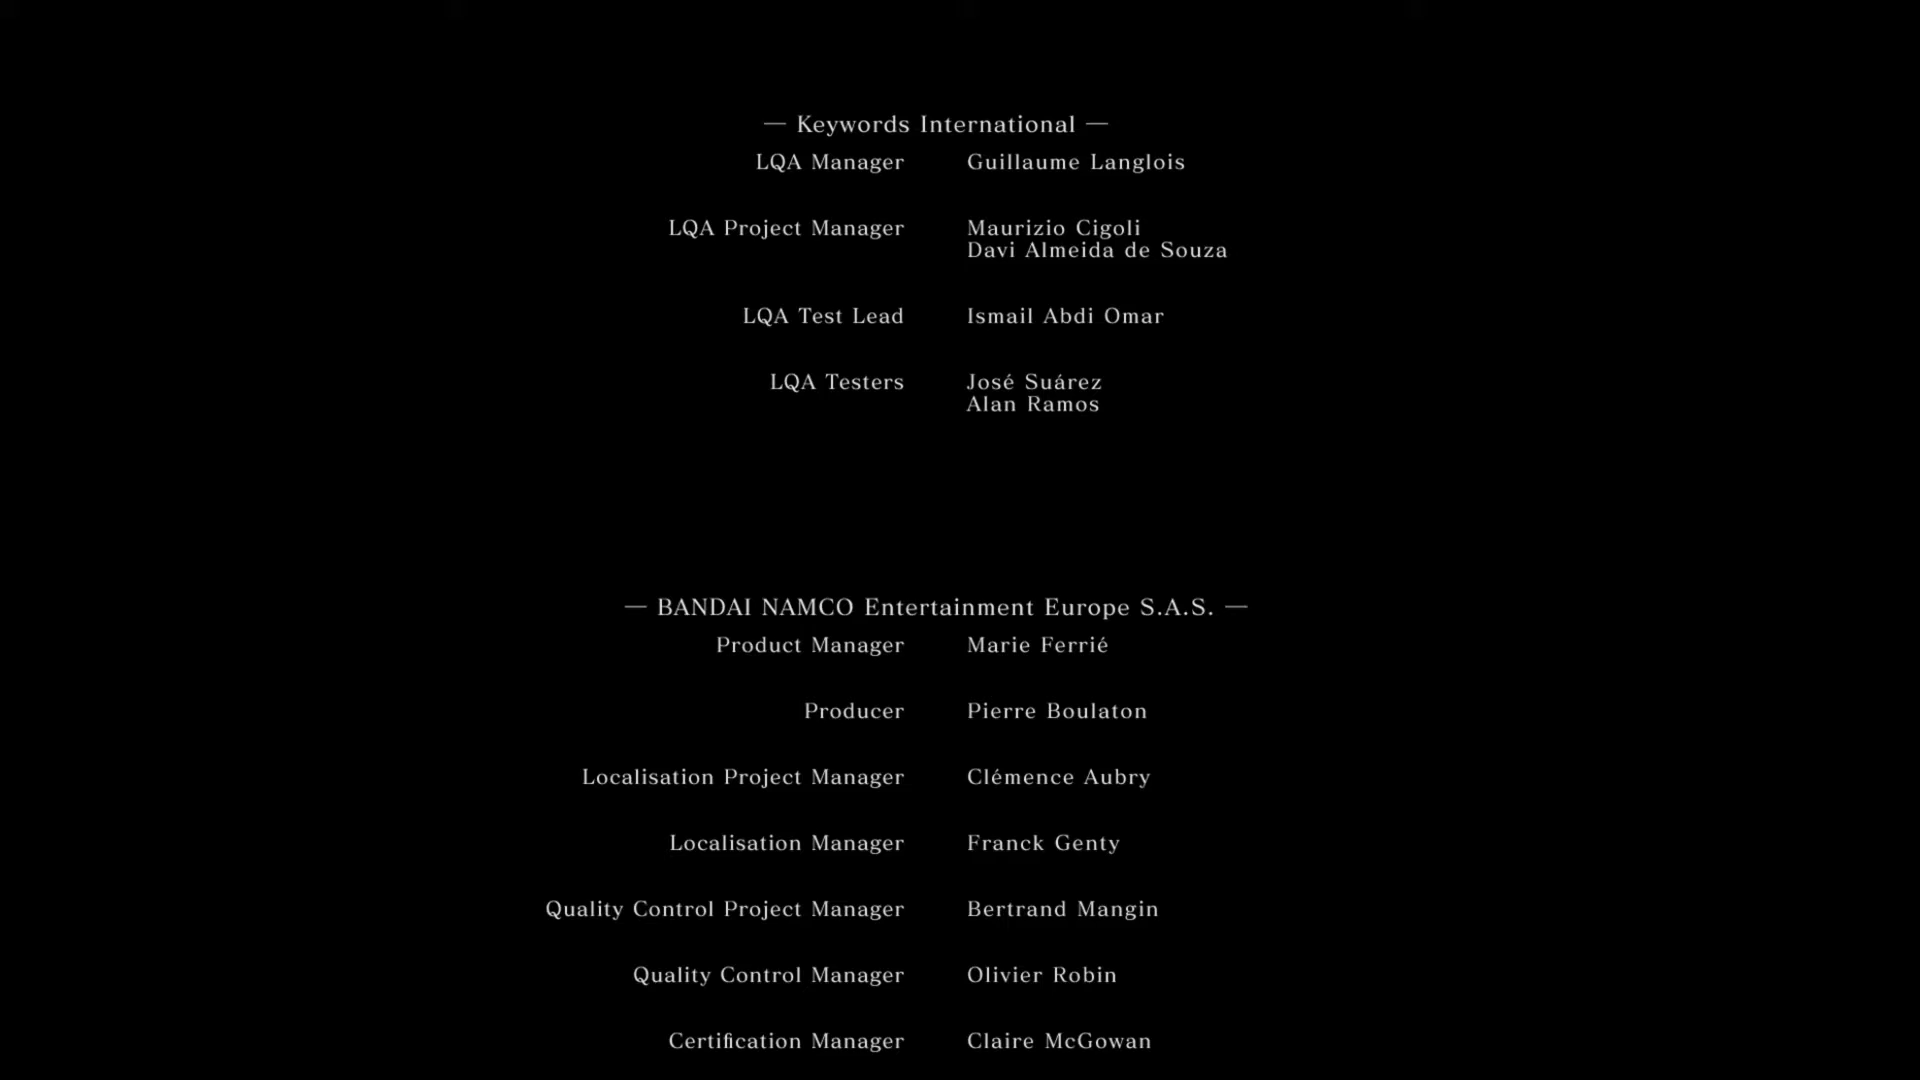 — Keywords International —
LQA Manager Guillaume Langlois
LQA Project Manager Maurizio Cigoli
Davi Almeida de Souza
LQA Test Lead Ismail Abdi Omar
LQA Testers José Suárez
Alan Ramos
— BANDAI NAMCO Entertainment Europe S.A.S. —
Product Manager Marie Ferrié
Producer Pierre Boulaton
Localisation Project Manager Clémence Aubry
Localisation Manager Franck Genty
Quality Control Project Manager Bertrand Mangin
Quality Control Manager Olivier Robin
Certification Manager Claire McGowan